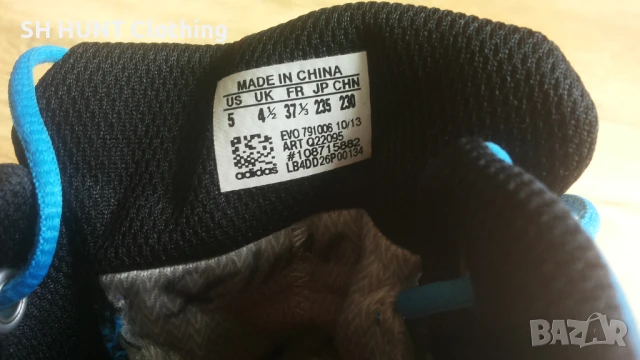 SH HUNT Clothing
MADE IN CHINA
US UK FR JP CHN
5 4½ 37⅓ 235 230
EVO 791006 10/13
ART Q22095
#108715882
LB4DD26P00134
adidas
BAZAR